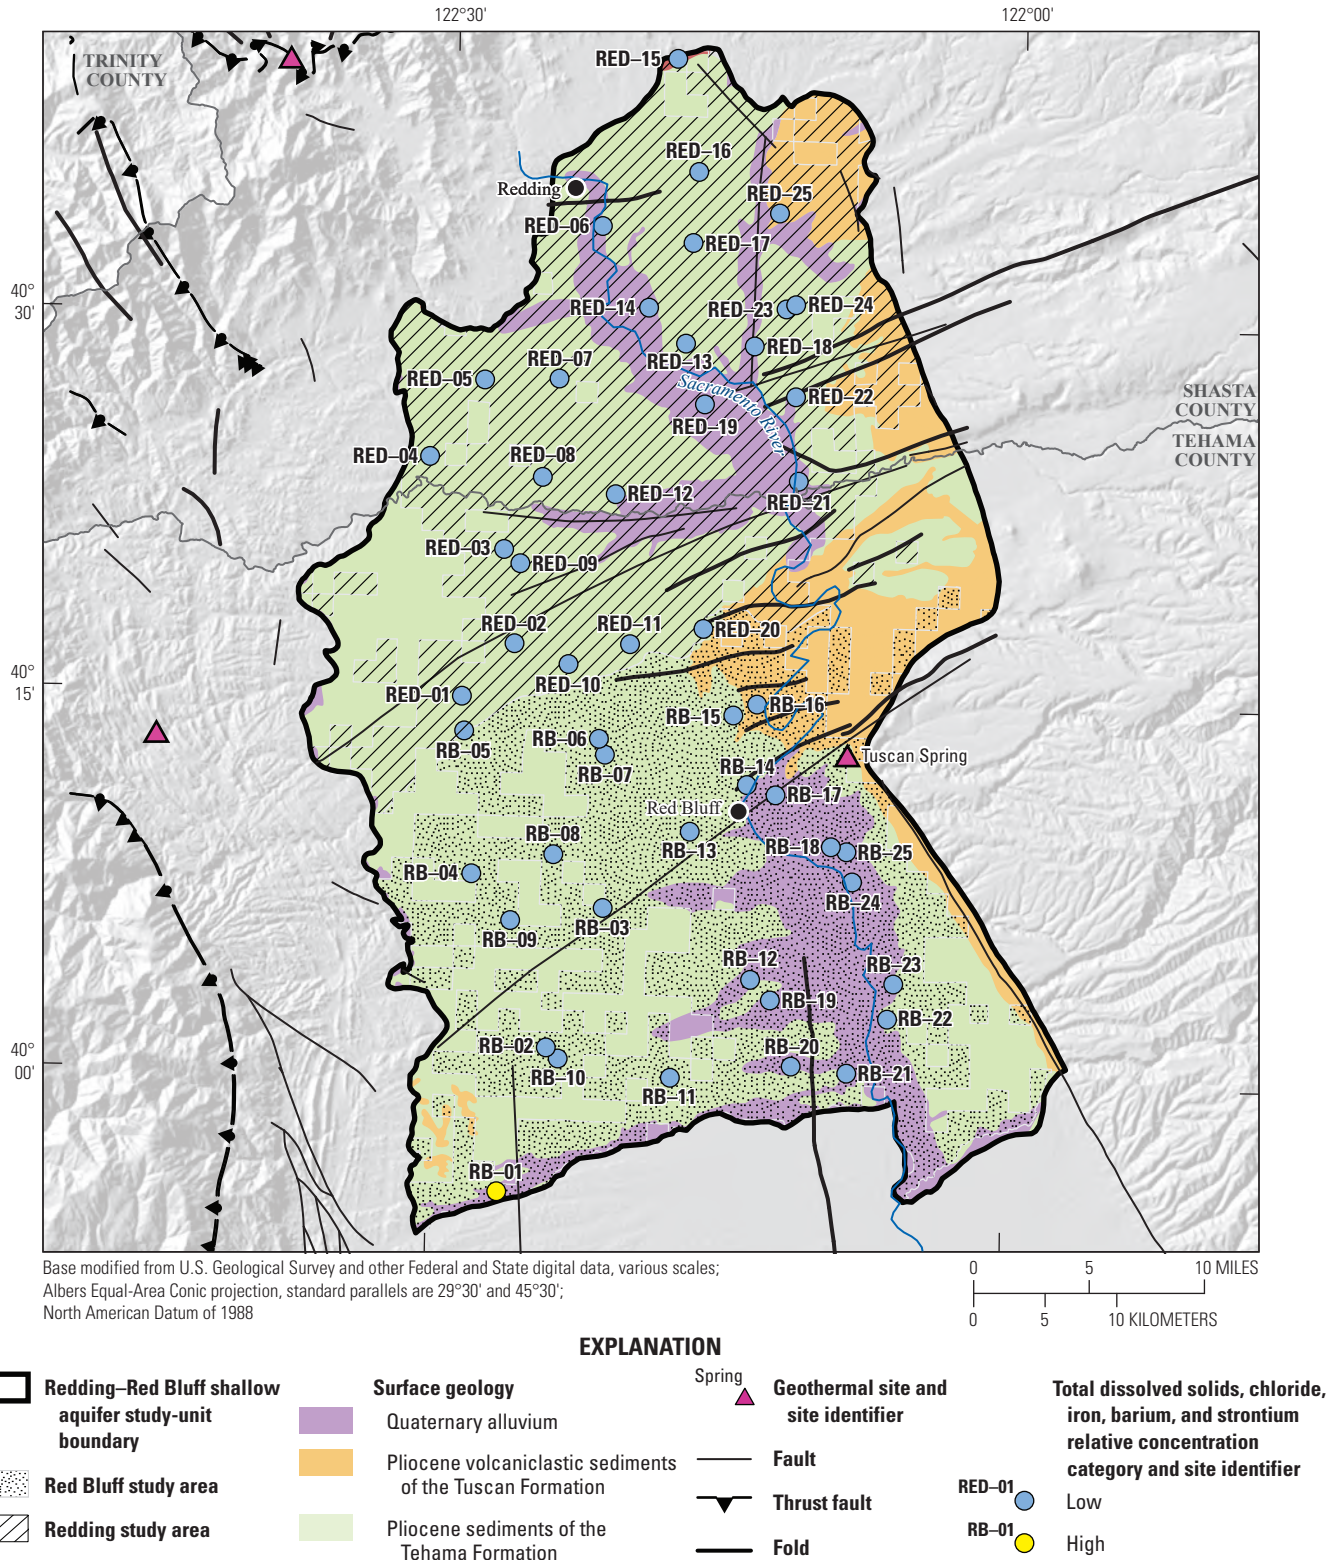 122°30'
122°00'
TRINITY
COUNTY
RED–15
RED–16
Redding
RED–25
RED–06
RED–17
40°
30'
RED–14
RED–23
RED–24
RED–13
RED–18
RED–07
RED–05
Sacramento River
RED–22
SHASTA
COUNTY
RED–19
TEHAMA
COUNTY
RED–04
RED–08
RED–12
RED–21
RED–03
RED–09
RED–02
RED–11
RED–20
40°
15'
RED–10
RED–01
RB–16
RB–15
RB–05
RB–06
RB–07
Tuscan Spring
RB–14
RB–17
Red Bluff
RB–08
RB–13
RB–18
RB–25
RB–04
RB–24
RB–09
RB–03
RB–12
RB–23
RB–19
RB–22
RB–02
RB–20
40°
00'
RB–10
RB–21
RB–11
RB–01
Base modified from U.S. Geological Survey and other Federal and State digital data, various scales;
Albers Equal-Area Conic projection, standard parallels are 29°30' and 45°30';
North American Datum of 1988
0 5 10 MILES
0 5 10 KILOMETERS
EXPLANATION
Redding–Red Bluff shallow
aquifer study-unit
boundary
Red Bluff study area
Redding study area
Surface geology
Quaternary alluvium
Pliocene volcaniclastic sediments
of the Tuscan Formation
Pliocene sediments of the
Tehama Formation
Spring
Geothermal site and
site identifier
Fault
Thrust fault
Fold
Total dissolved solids, chloride,
iron, barium, and strontium
relative concentration
category and site identifier
RED–01
Low
RB–01
High